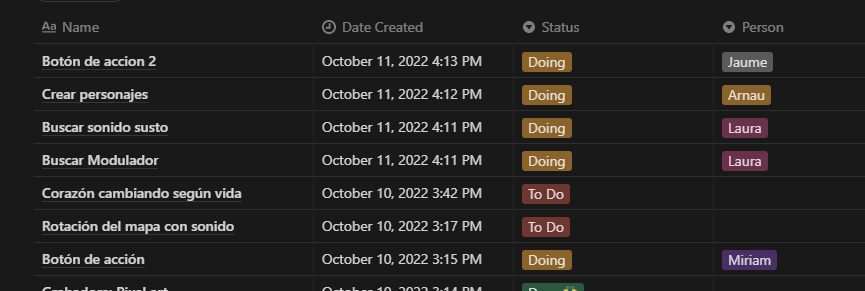 Aa Name Date Created Status Person
Botón de accion 2 October 11, 2022 4:13 PM Doing Jaume
Crear personajes October 11, 2022 4:12 PM Doing Arnau
Buscar sonido susto October 11, 2022 4:11 PM Doing Laura
Buscar Modulador October 11, 2022 4:11 PM Doing Laura
Corazón cambiando según vida October 10, 2022 3:42 PM To Do
Rotación del mapa con sonido October 10, 2022 3:17 PM To Do
Botón de acción October 10, 2022 3:15 PM Doing Miriam
October 10, 2022 3:14 PM